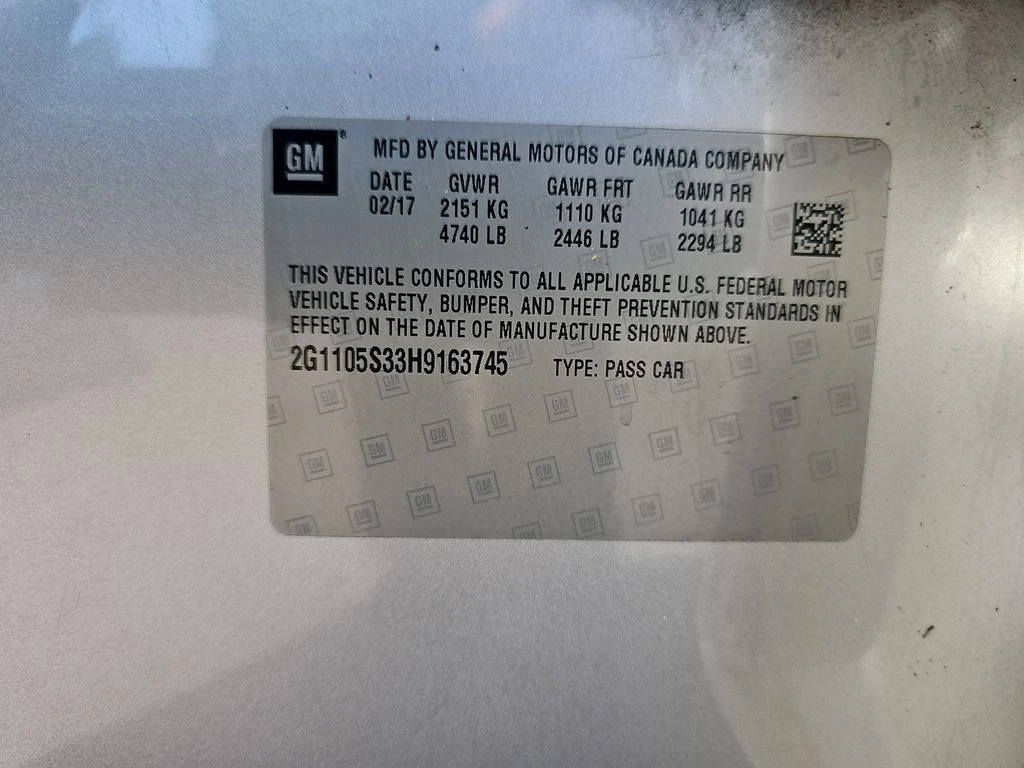 GM® MFD BY GENERAL MOTORS OF CANADA COMPANY
DATE GVWR GAWR FRT GAWR RR
02/17 2151 KG 1110 KG 1041 KG
4740 LB 2446 LB 2294 LB
THIS VEHICLE CONFORMS TO ALL APPLICABLE U.S. FEDERAL MOTOR
VEHICLE SAFETY, BUMPER, AND THEFT PREVENTION STANDARDS IN
EFFECT ON THE DATE OF MANUFACTURE SHOWN ABOVE.
2G1105S33H9163745 TYPE: PASS CAR